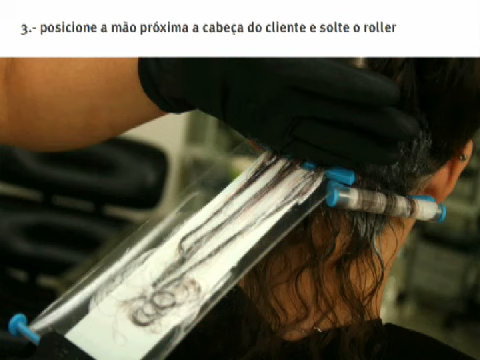 3.- posicione a mão próxima a cabeça do cliente e solte o roller